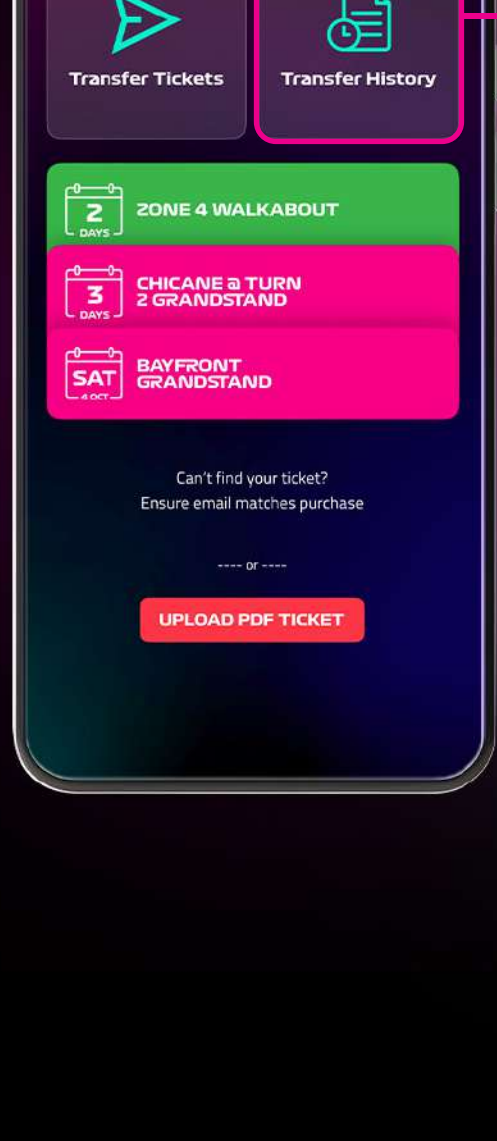 Transfer Tickets
Transfer History
2
DAYS
ZONE 4 WALKABOUT
3
DAYS
CHICANE @ TURN
2 GRANDSTAND
SAT
4 OCT
BAYFRONT
GRANDSTAND
Can't find your ticket?
Ensure email matches purchase
---- or ----
UPLOAD PDF TICKET